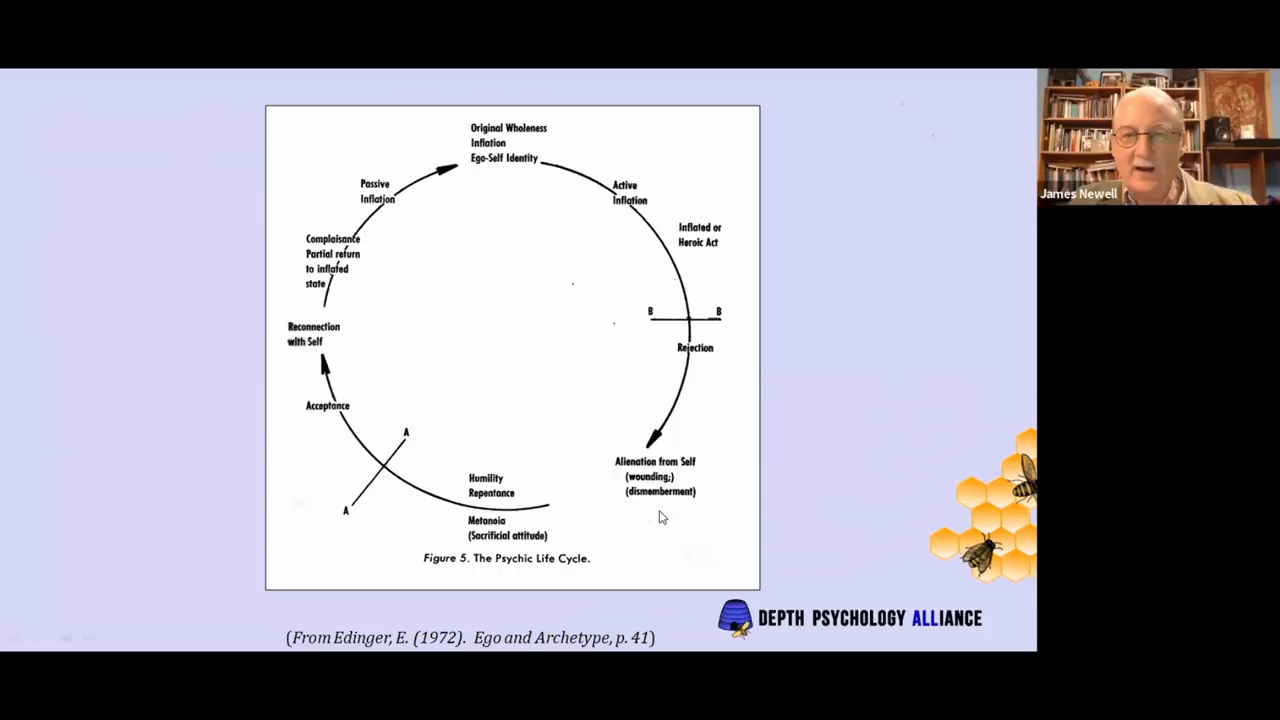 Original Wholeness
Inflation
Ego-Self Identity
Passive
Inflation
Active
Inflation
Inflated or
Heroic Act
Complaisance
Partial return
to inflated
state
B B
Reconnection
with Self
Rejection
Acceptance
A
A
Alienation from Self
(wounding;)
(dismemberment)
Humility
Repentance
Metanoia
(Sacrificial attitude)
Figure 5. The Psychic Life Cycle.
DEPTH PSYCHOLOGY ALLIANCE
(From Edinger, E. (1972). Ego and Archetype, p. 41)
James Newell